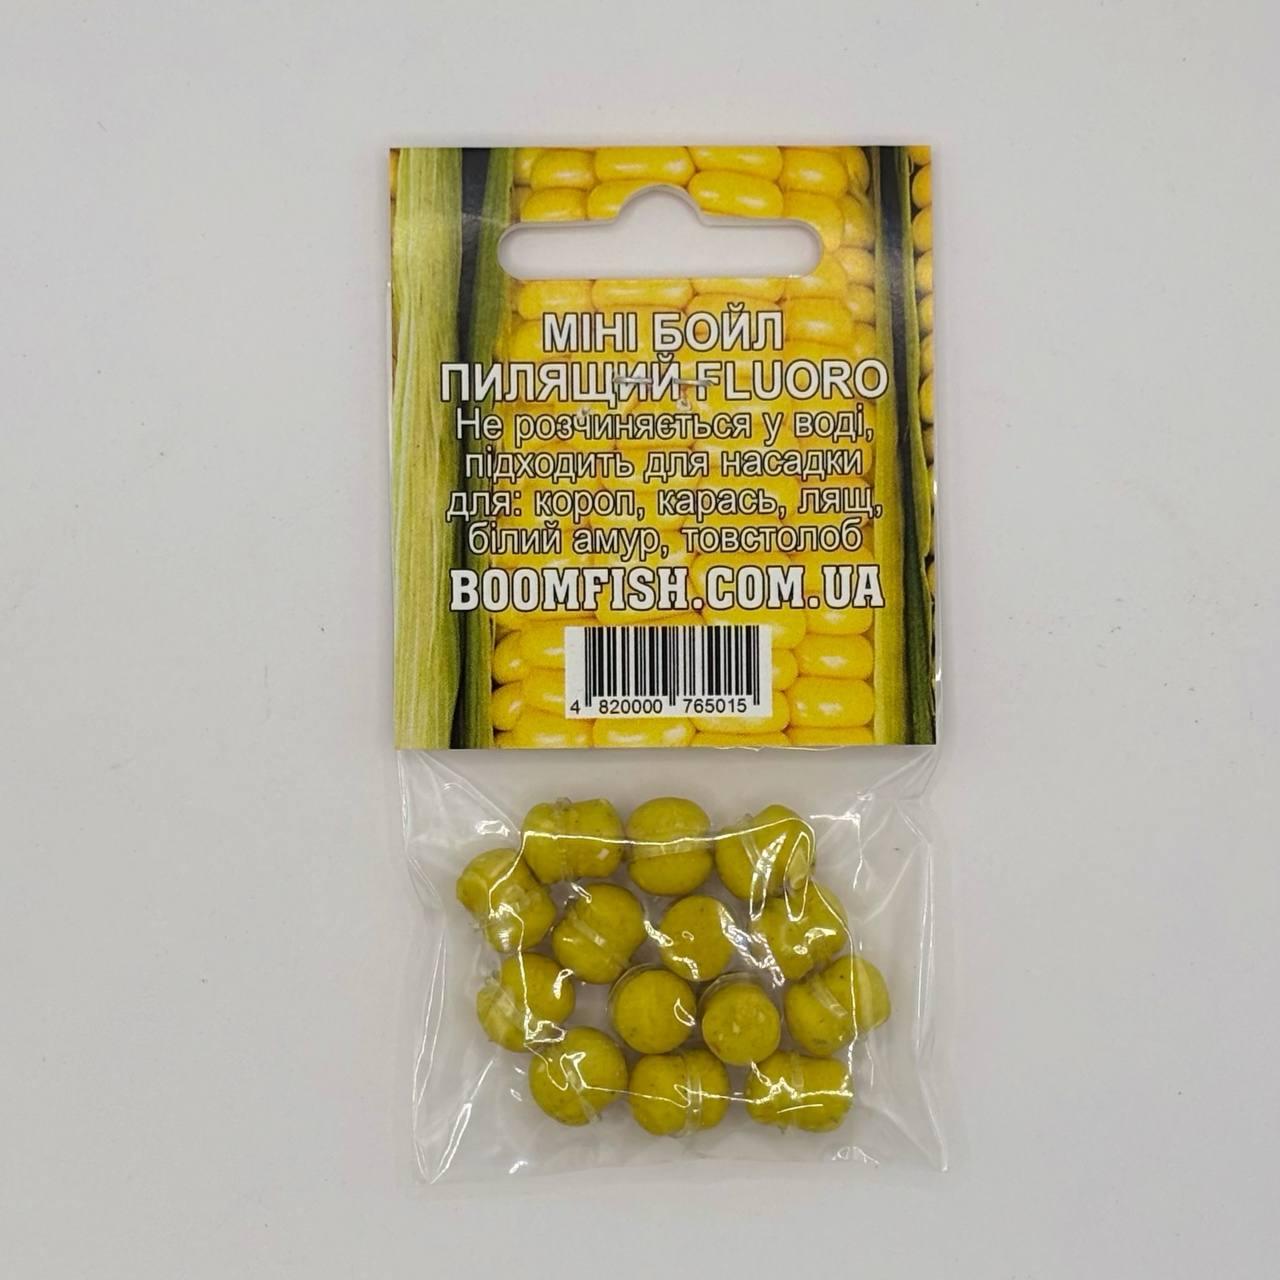 МІНІ БОЙЛ
ПИЛЯЩИЙ FLUORO
Не розчиняється у воді,
підходить для насадки
для: короп, карась, лящ,
білий амур, товстолоб
BOOMFISH.COM.UA
4 820000 765015